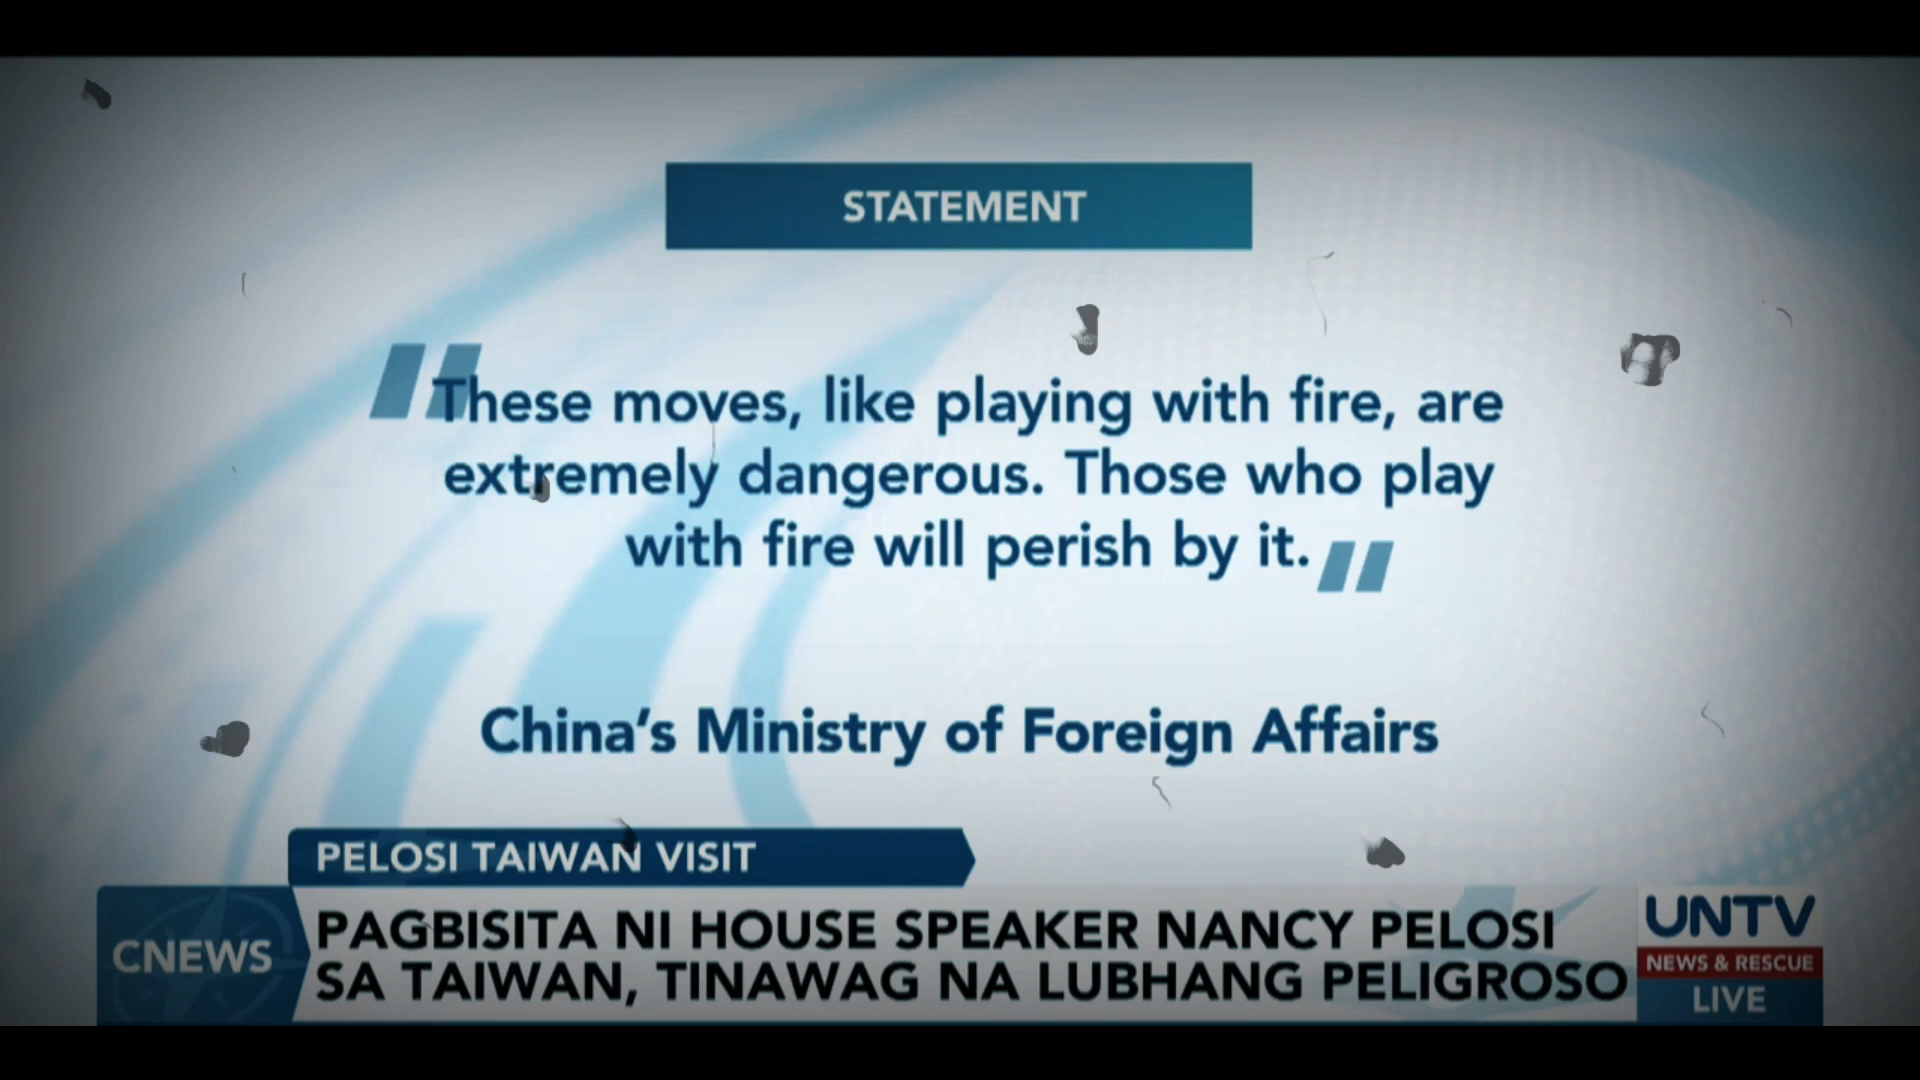 STATEMENT
"These moves, like playing with fire, are
extremely dangerous. Those who play
with fire will perish by it."
China's Ministry of Foreign Affairs
PELOSI TAIWAN VISIT
CNEWS
PAGBISITA NI HOUSE SPEAKER NANCY PELOSI
SA TAIWAN, TINAWAG NA LUBHANG PELIGROSO
UNTV
NEWS & RESCUE
LIVE